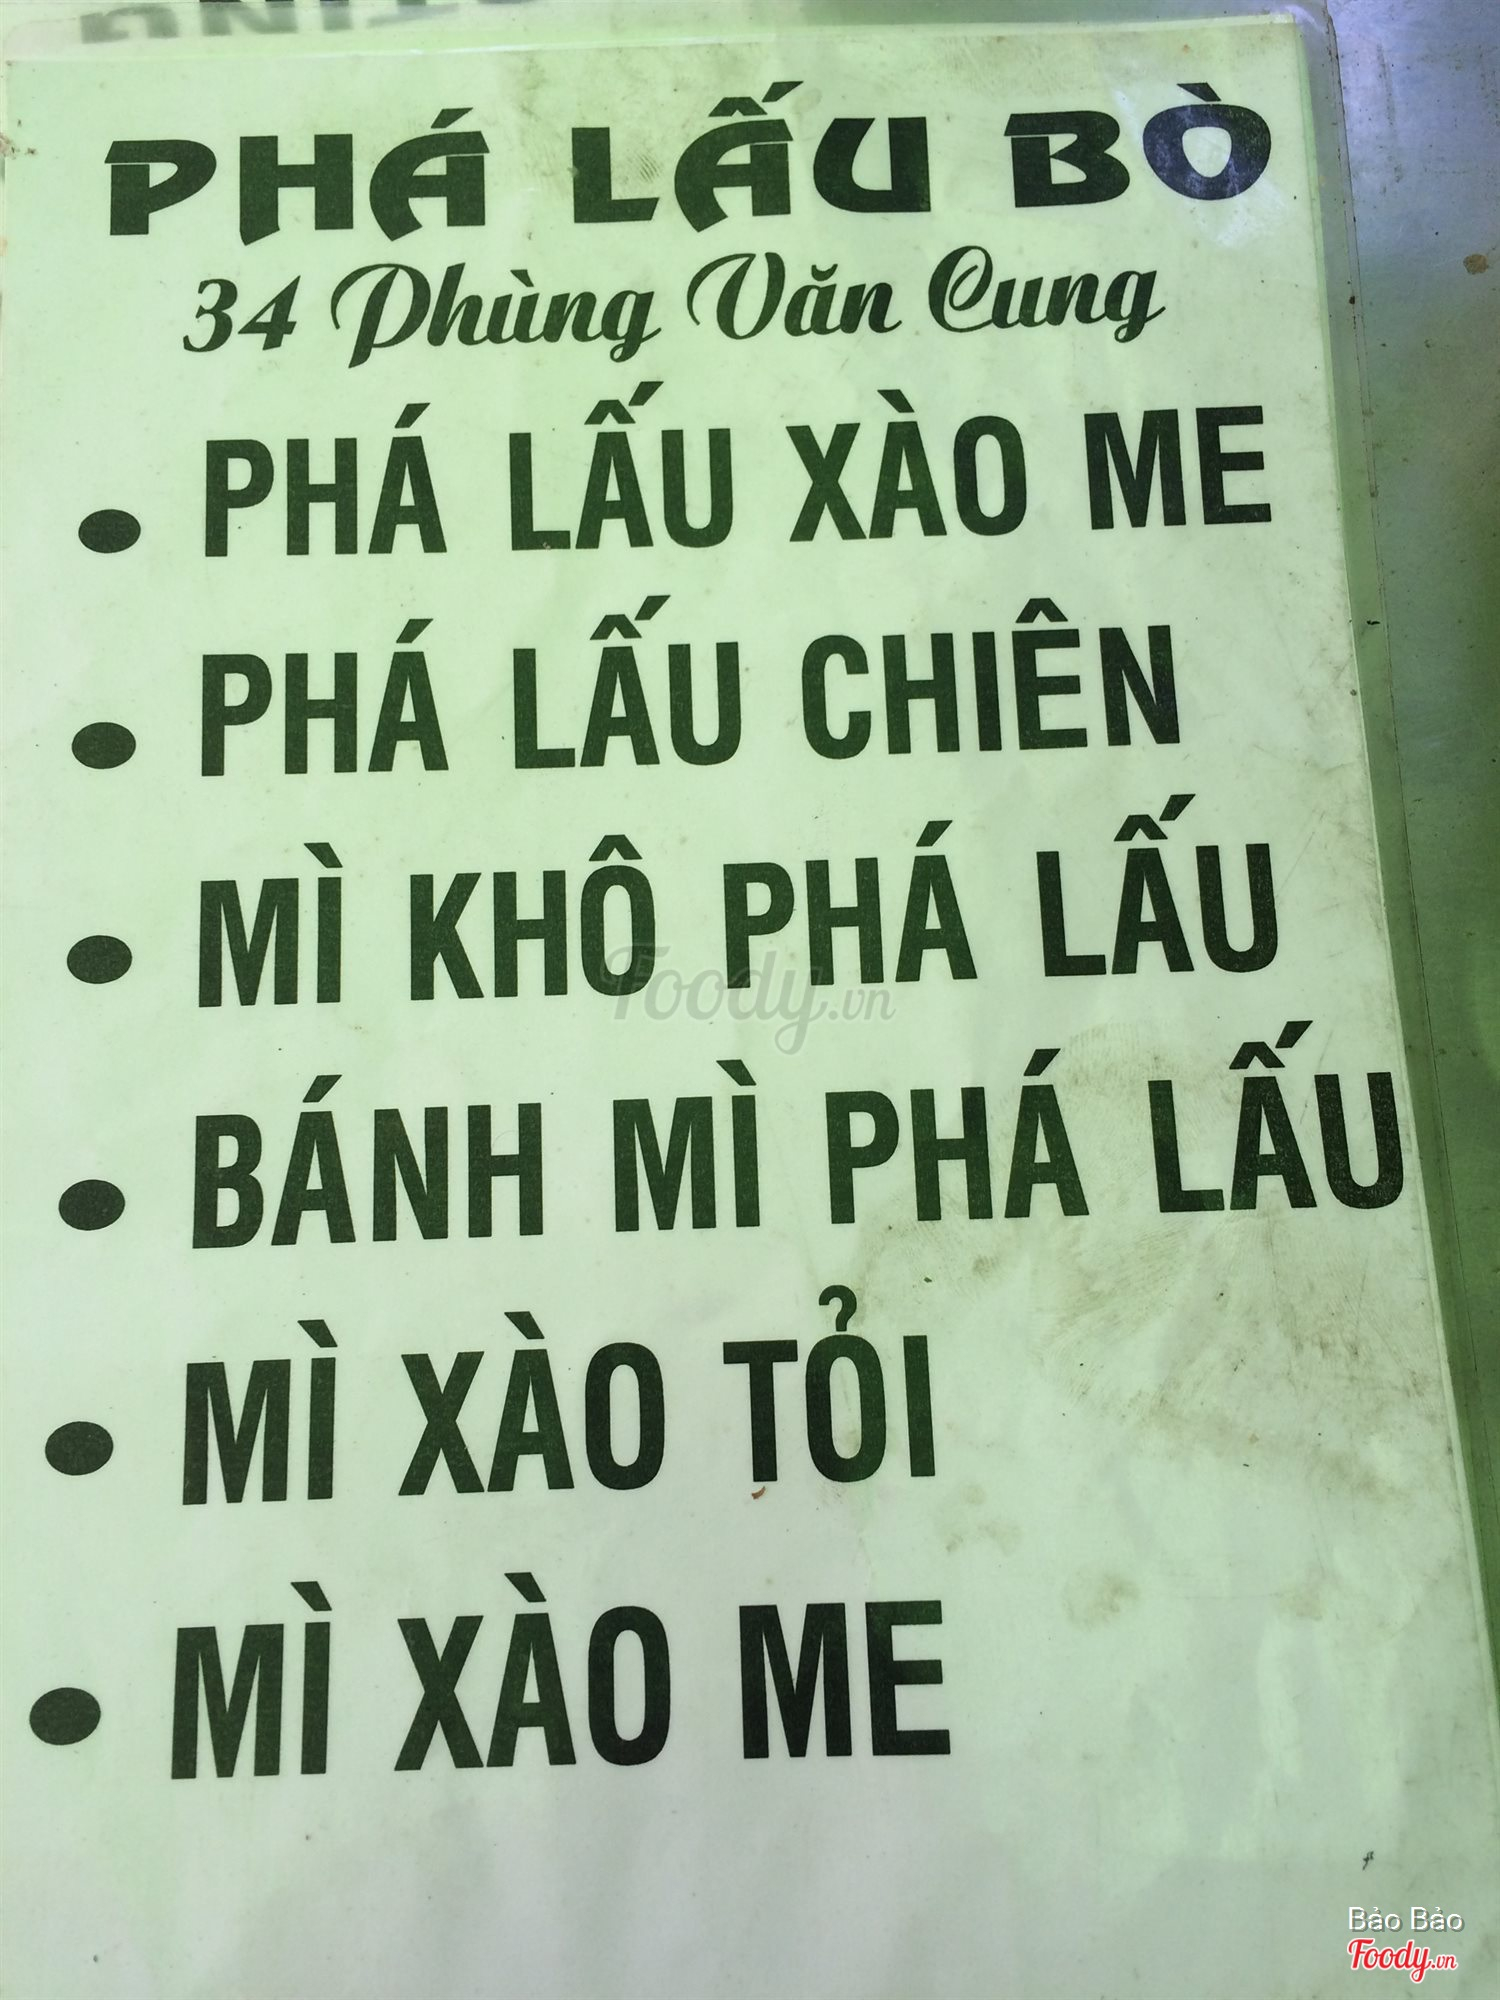 PHÁ LẤU BÒ
34 Phùng Văn Cung
• PHÁ LẤU XÀO ME
• PHÁ LẤU CHIÊN
• MÌ KHÔ PHÁ LẤU
Foody.vn
• BÁNH MÌ PHÁ LẤU
• MÌ XÀO TỎI
• MÌ XÀO ME
Bảo Bảo
Foody.vn